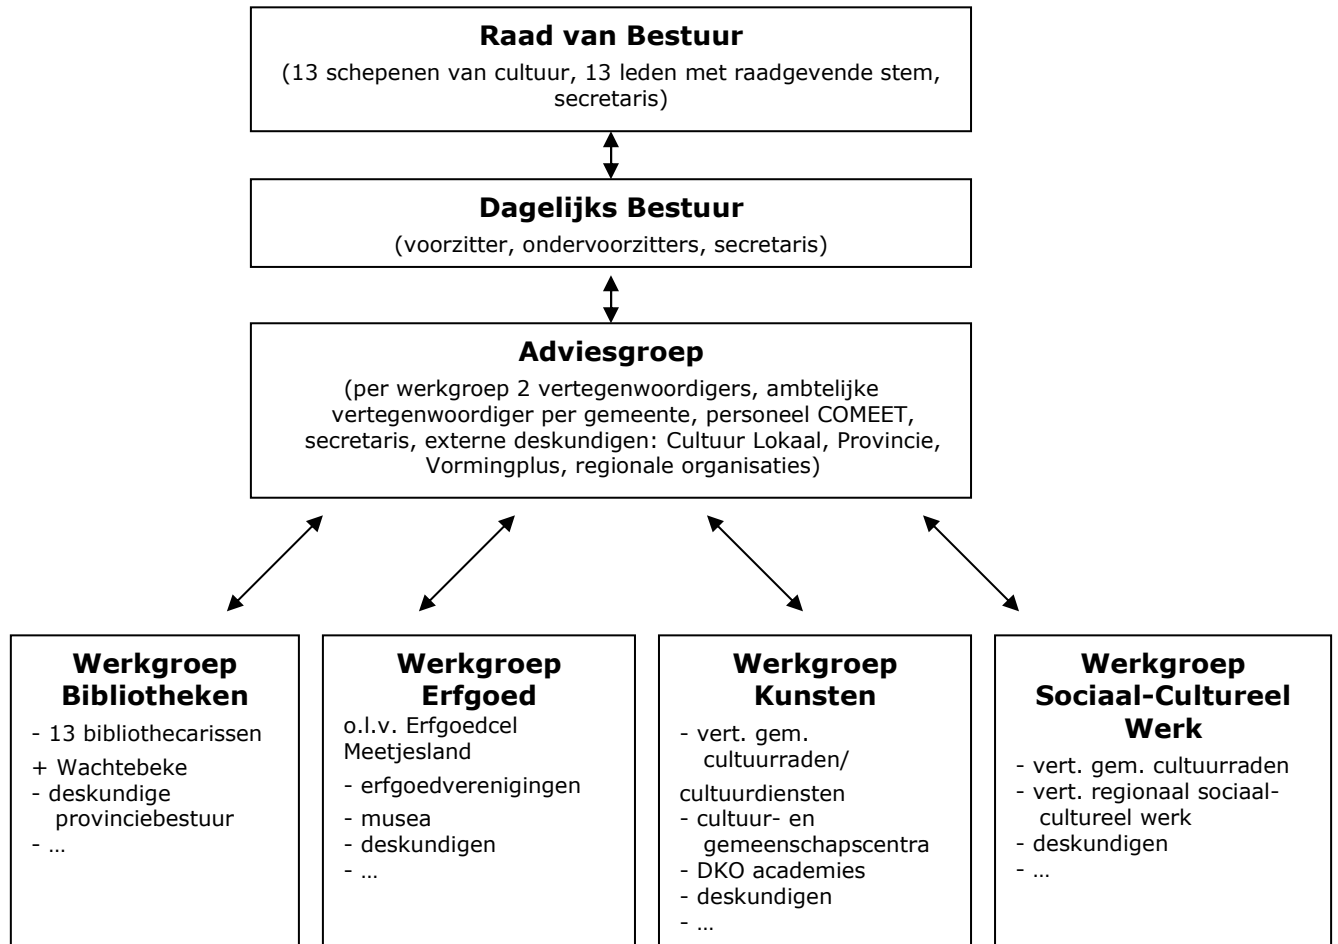 Raad van Bestuur
(13 schepenen van cultuur, 13 leden met raadgevende stem,
secretaris)
Dagelijks Bestuur
(voorzitter, ondervoorzitters, secretaris)
Adviesgroep
(per werkgroep 2 vertegenwoordigers, ambtelijke
vertegenwoordiger per gemeente, personeel COMEET,
secretaris, externe deskundigen: Cultuur Lokaal, Provincie,
Vormingplus, regionale organisaties)
Werkgroep
Bibliotheken
- 13 bibliothecarissen
+ Wachtebeke
- deskundige
provinciebestuur
- …
Werkgroep
Erfgoed
o.l.v. Erfgoedcel
Meetjesland
- erfgoedverenigingen
- musea
- deskundigen
- …
Werkgroep
Kunsten
- vert. gem.
cultuurraden/
cultuurdiensten
- cultuur- en
gemeenschapscentra
- DKO academies
- deskundigen
- …
Werkgroep
Sociaal-Cultureel
Werk
- vert. gem. cultuurraden
- vert. regionaal sociaal-
cultureel werk
- deskundigen
- …